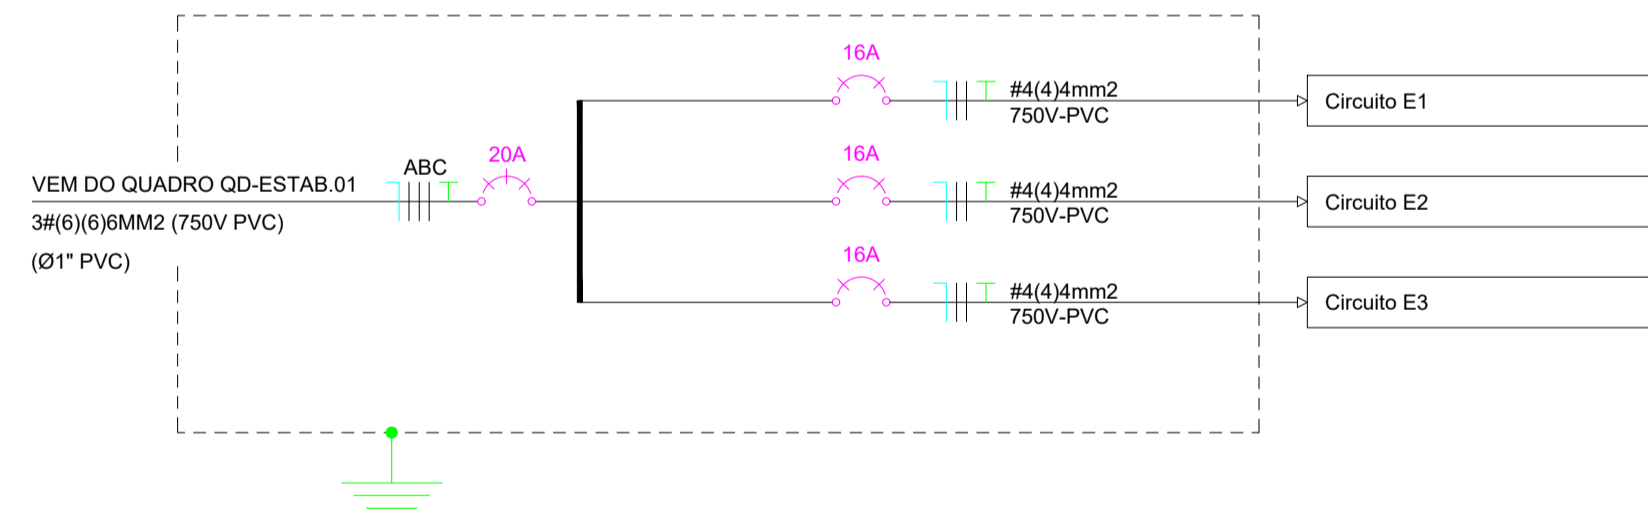 16A
#4(4)4mm2
750V-PVC
Circuito E1
VEM DO QUADRO QD-ESTAB.01
3#(6)(6)6MM2 (750V PVC)
(Ø1" PVC)
ABC
20A
16A
#4(4)4mm2
750V-PVC
Circuito E2
16A
#4(4)4mm2
750V-PVC
Circuito E3